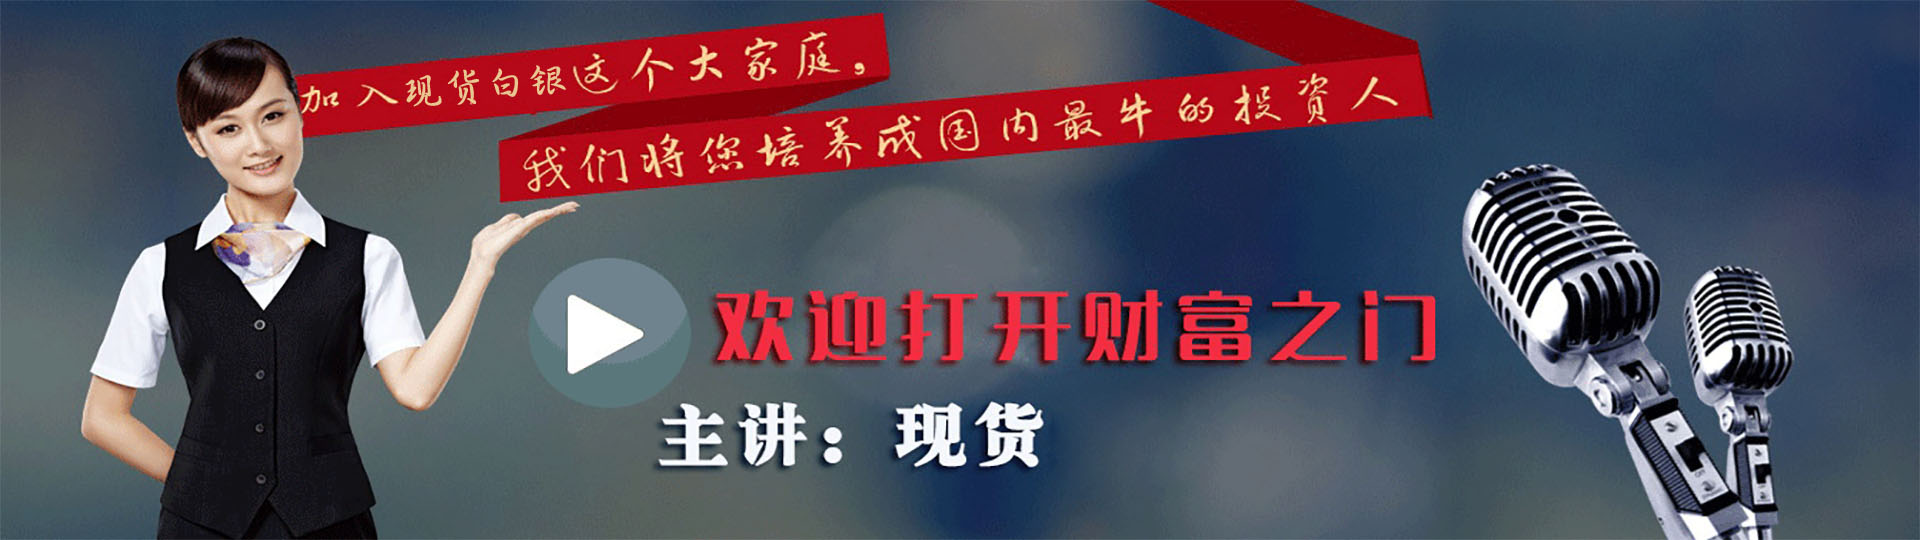 加入现货白银这个大家庭，
我们将您培养成国内最牛的投资人
欢迎打开财富之门
主讲：现货